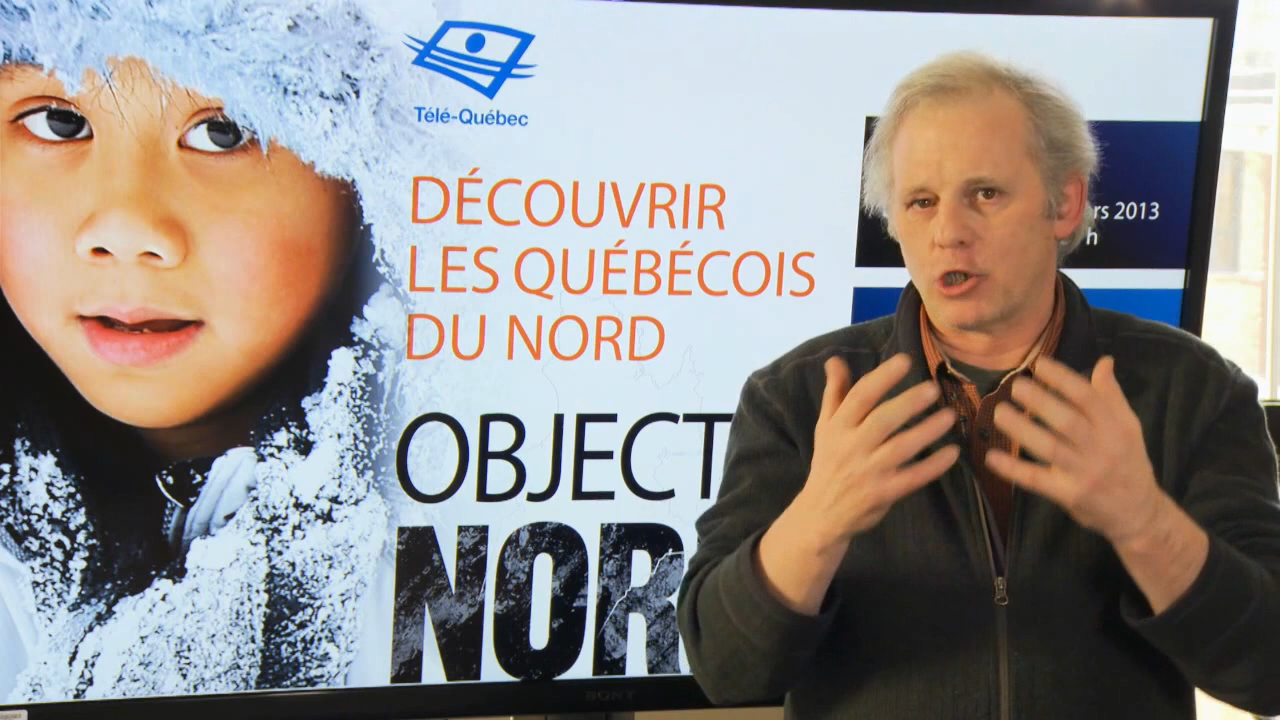 Télé-Québec
DÉCOUVRIR
LES QUÉBÉCOIS
DU NORD
rs 2013
h
OBJECT
NOR
SONY